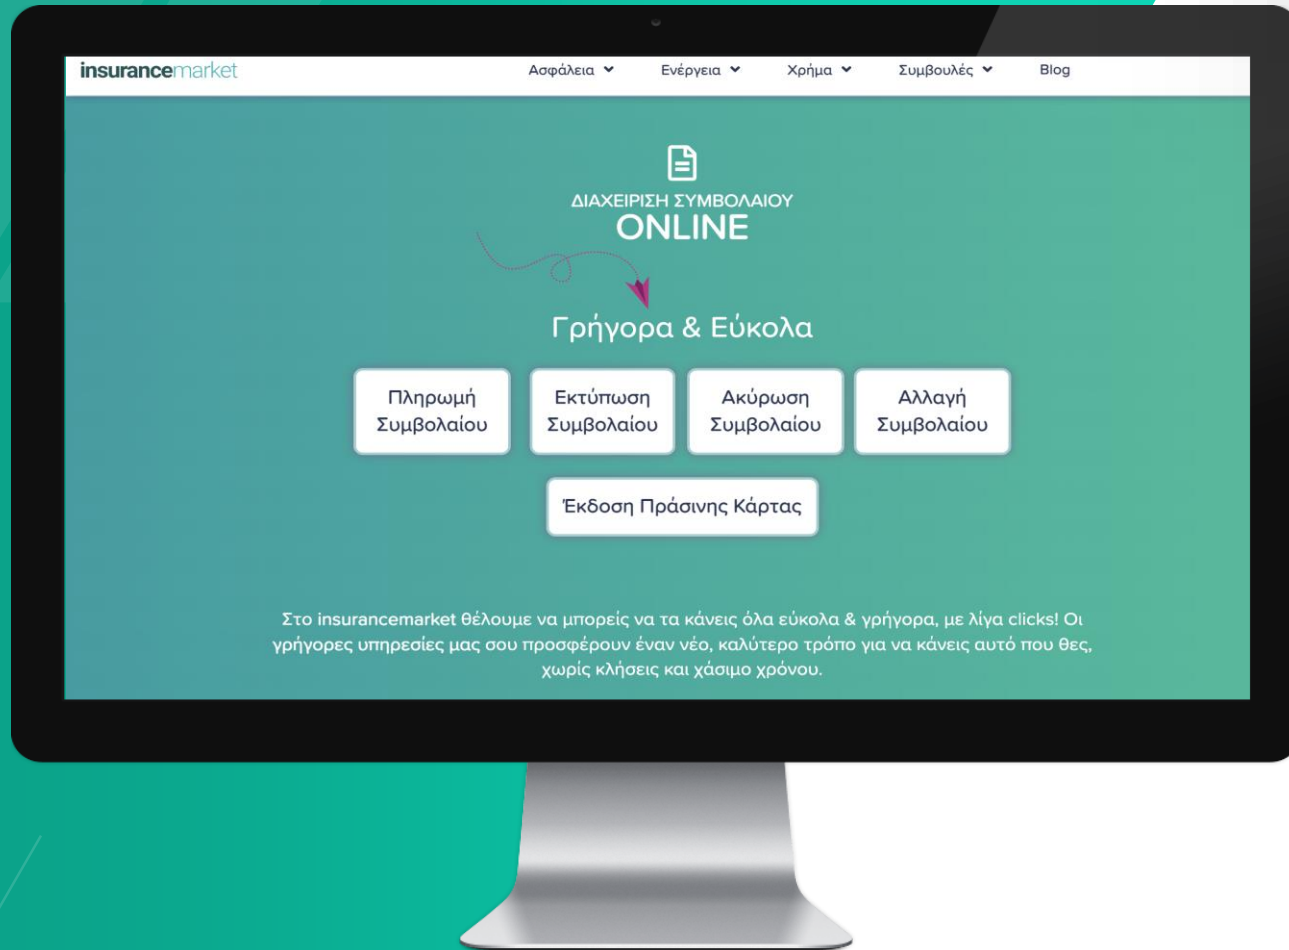 insurancemarket
Ασφάλεια Ενέργεια Χρήμα Συμβουλές Blog
ΔΙΑΧΕΙΡΙΣΗ ΣΥΜΒΟΛΑΙΟΥ
ONLINE
Γρήγορα & Εύκολα
Πληρωμή
Συμβολαίου
Εκτύπωση
Συμβολαίου
Ακύρωση
Συμβολαίου
Αλλαγή
Συμβολαίου
Έκδοση Πράσινης Κάρτας
Στο insurancemarket θέλουμε να μπορείς να τα κάνεις όλα εύκολα & γρήγορα, με λίγα clicks! Οι
γρήγορες υπηρεσίες μας σου προσφέρουν έναν νέο, καλύτερο τρόπο για να κάνεις αυτό που θες,
χωρίς κλήσεις και χάσιμο χρόνου.